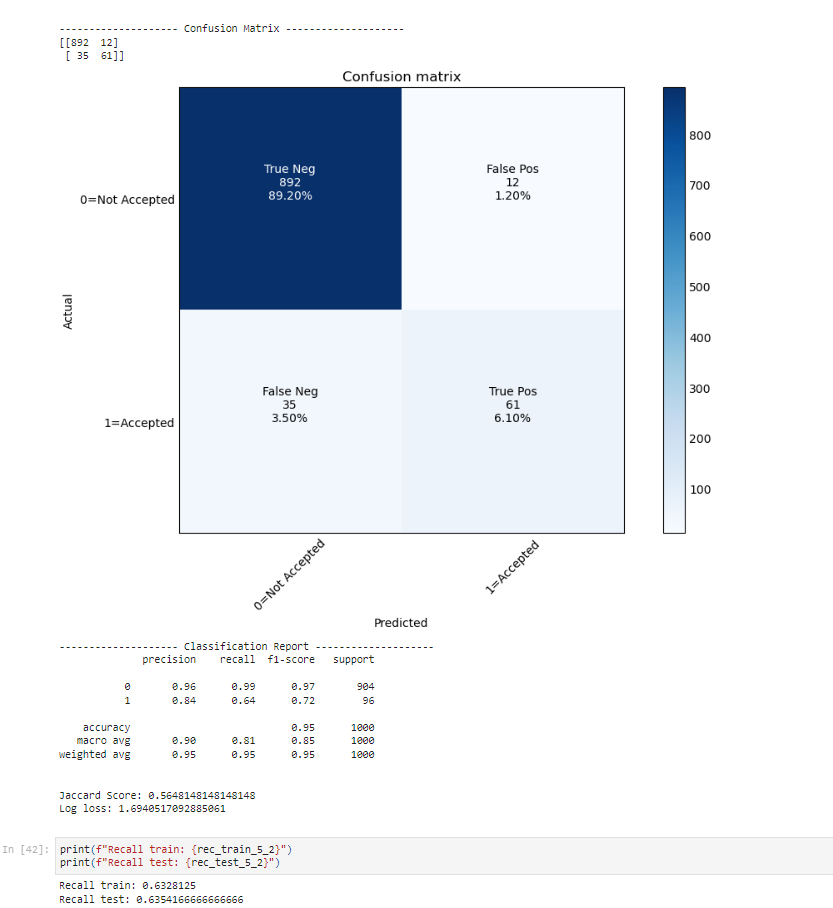 -------------------- Confusion Matrix --------------------
[[892  12]
 [ 35  61]]
Confusion matrix
True Neg
892
89.20%
False Pos
12
1.20%
0=Not Accepted
Actual
False Neg
35
3.50%
True Pos
61
6.10%
1=Accepted
800
700
600
500
400
300
200
100
0=Not Accepted
1=Accepted
Predicted
-------------------- Classification Report --------------------
precision    recall  f1-score   support
0       0.96      0.99      0.97       904
1       0.84      0.64      0.72        96
accuracy                           0.95      1000
macro avg       0.90      0.81      0.85      1000
weighted avg       0.95      0.95      0.95      1000
Jaccard Score: 0.5648148148148148
Log loss: 1.6940517092885061
In [42]: print(f"Recall train: {rec_train_5_2}")
print(f"Recall test: {rec_test_5_2}")
Recall train: 0.6328125
Recall test: 0.6354166666666666